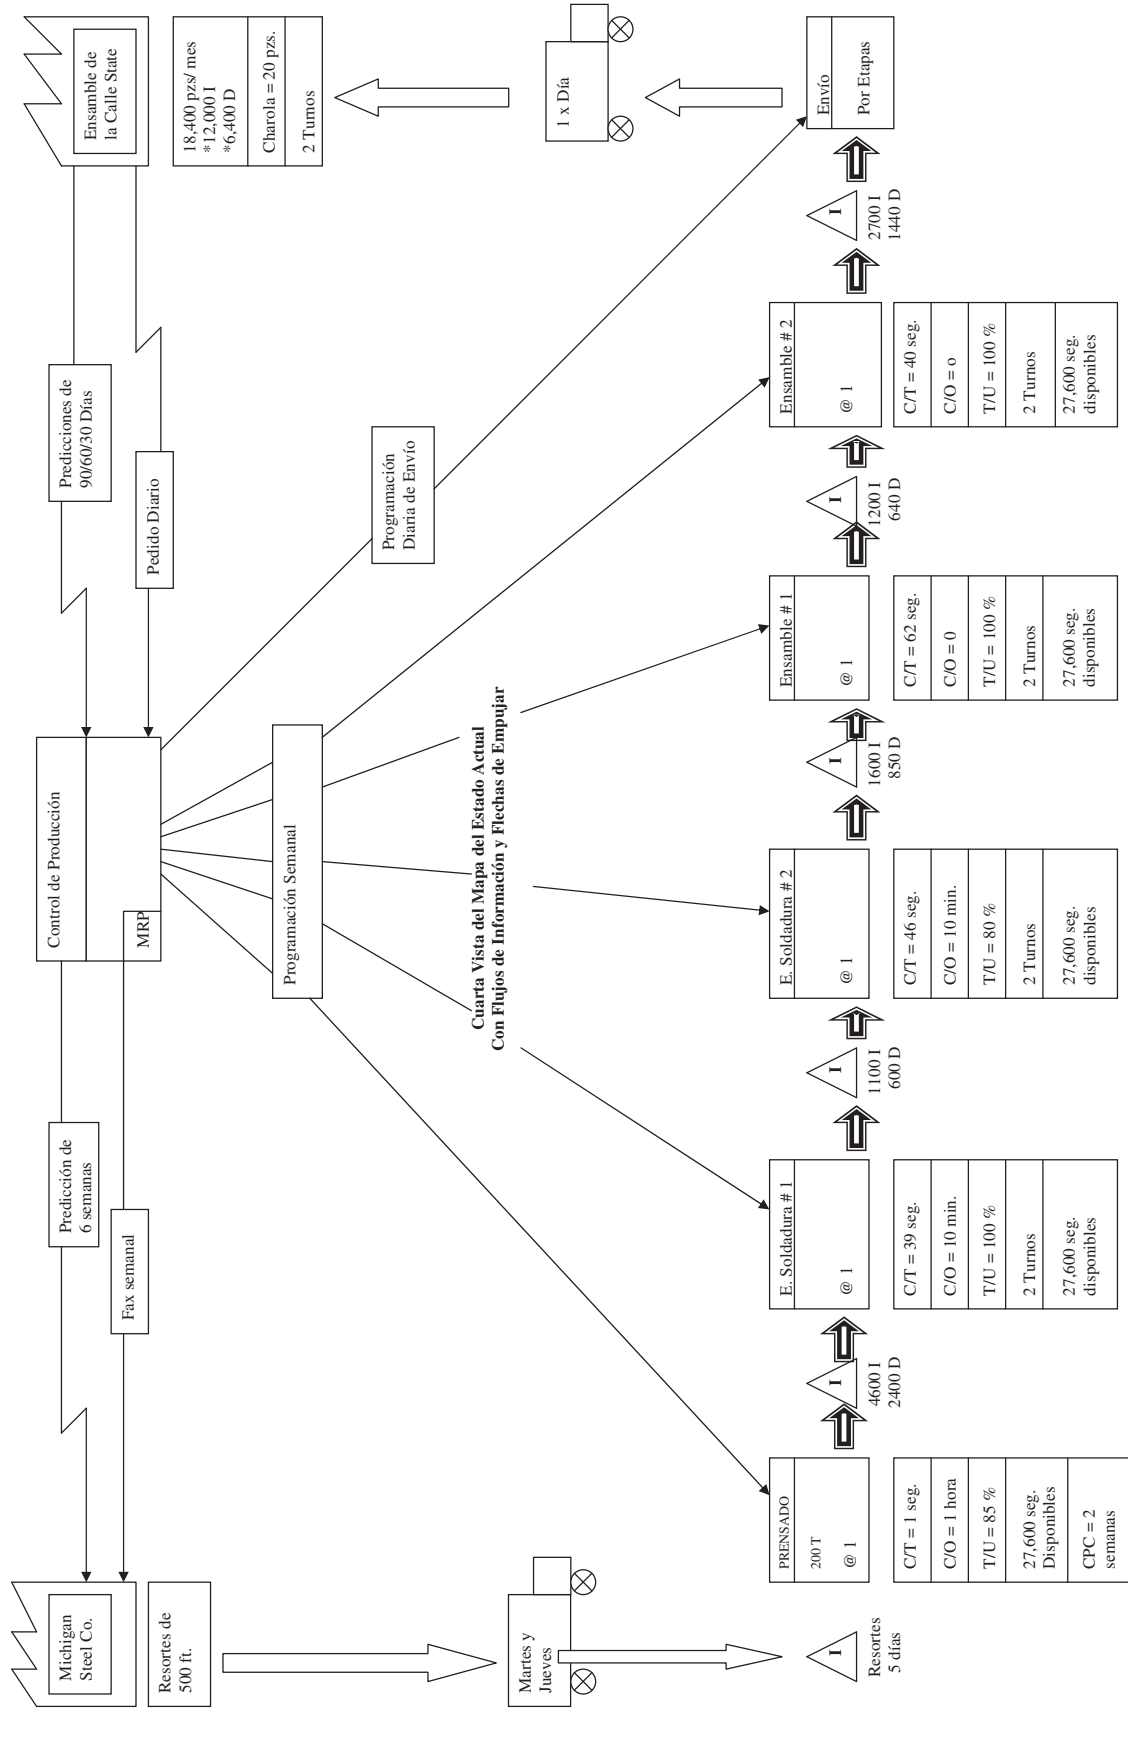 Michigan
Steel Co.
Resortes de
500 ft.
Predicción de
6 semanas
Fax semanal
Control de Producción
MRP
Predicciones de
90/60/30 Días
Pedido Diario
Ensamble de
la Calle State
18,400 pzs/ mes
*12,000 I
*6,400 D
Charola = 20 pzs.
2 Turnos
Martes y
Jueves
Programación Semanal
Programación
Diaria de Envío
1 x Día
Cuarta Vista del Mapa del Estado Actual
Con Flujos de Información y Flechas de Empujar
I
Resortes
5 días
PRENSADO
200 T
@ 1
C/T = 1 seg.
C/O = 1 hora
T/U = 85 %
27,600 seg.
Disponibles
CPC = 2
semanas
I
4600 I
2400 D
E. Soldadura # 1
@ 1
C/T = 39 seg.
C/O = 10 min.
T/U = 100 %
2 Turnos
27,600 seg.
disponibles
I
1100 I
600 D
E. Soldadura # 2
@ 1
C/T = 46 seg.
C/O = 10 min.
T/U = 80 %
2 Turnos
27,600 seg.
disponibles
I
1600 I
850 D
Ensamble # 1
@ 1
C/T = 62 seg.
C/O = 0
T/U = 100 %
2 Turnos
27,600 seg.
disponibles
I
1200 I
640 D
Ensamble # 2
@ 1
C/T = 40 seg.
C/O = o
T/U = 100 %
2 Turnos
27,600 seg.
disponibles
I
2700 I
1440 D
Envío
Por Etapas